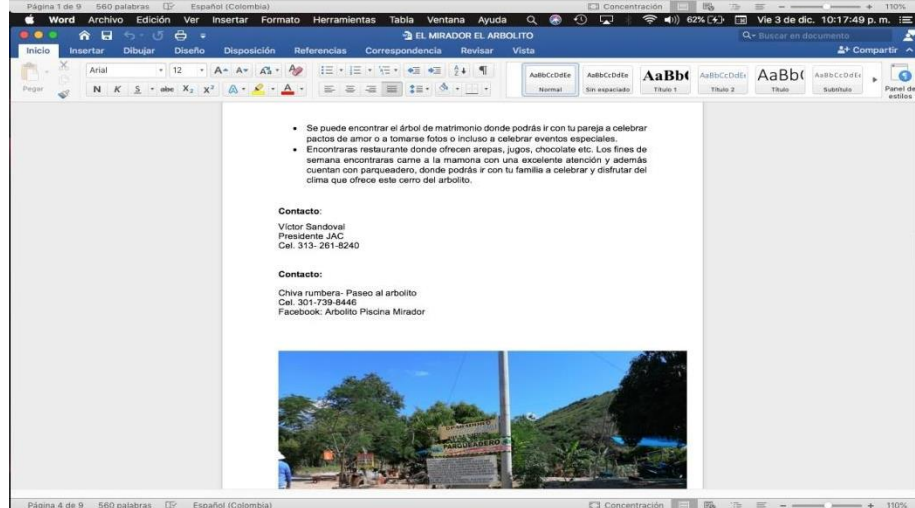 Página 1 de 9 560 palabras Español (Colombia) Concentración 110%
Word Archivo Edición Ver Insertar Formato Herramientas Tabla Ventana Ayuda 62% Vie 3 de dic. 10:17:49 p. m.
EL MIRADOR EL ARBOLITO Buscar en documento
Inicio Insertar Dibujar Diseño Disposición Referencias Correspondencia Revisar Vista Compartir
Pegar Arial 12 A A Aa
N K S abc X₂ X² A A
AaBbCcDdEe AaBbCcDdEe AaBb( AaBbCcDdEe AaBb( AaBbCcDdEe
Normal Sin espaciado Título 1 Título 2 Título Subtítulo Panel de estilos
• Se puede encontrar el árbol de matrimonio donde podrás ir con tu pareja a celebrar
pactos de amor o a tomarse fotos o incluso a celebrar eventos especiales.
• Encontraras restaurante donde ofrecen arepas, jugos, chocolate etc. Los fines de
semana encontraras carne a la mamona con una excelente atención y además
cuentan con parqueadero, donde podrás ir con tu familia a celebrar y disfrutar del
clima que ofrece este cerro del arbolito.
Contacto:
Víctor Sandoval
Presidente JAC
Cel. 313- 261-8240
Contacto:
Chiva rumbera- Paseo al arbolito
Cel. 301-739-8446
Facebook: Arbolito Piscina Mirador
PARQUEADERO
Página 4 de 9 560 palabras Español (Colombia) Concentración 110%